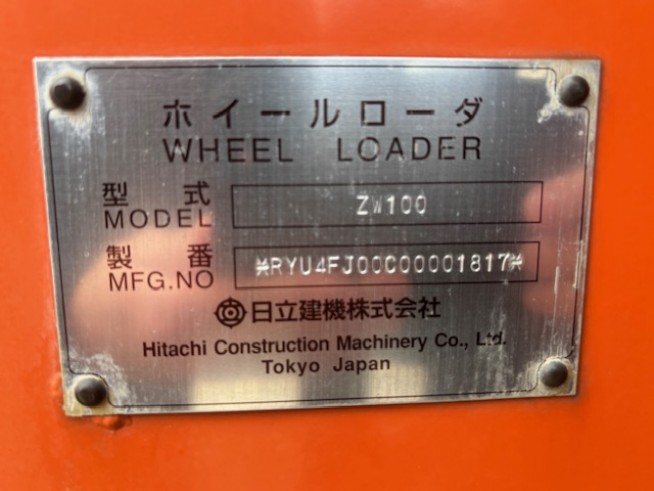 ホイールローダ
WHEEL LOADER
型式 ZW100
MODEL
製番 *RYU4FJ00C00001817*
MFG.NO
日立建機株式会社
Hitachi Construction Machinery Co., Ltd.
Tokyo Japan